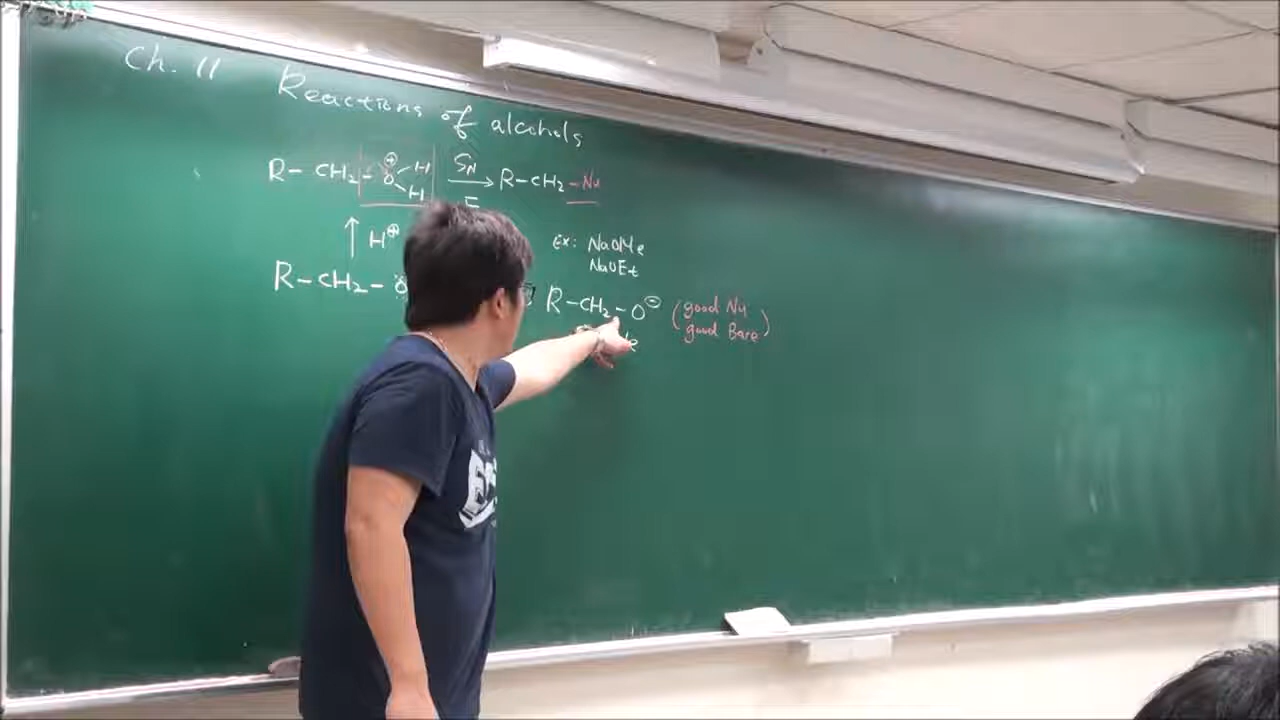 Ch. 11 Reactions of alcohols
R-CH2-O⊕ H H SN → R-CH2-Nu
E
↑ H⊕
Ex: NaOMe
NaOEt
R-CH2-O
R-CH2-O⊖ (good Nu
good Base)